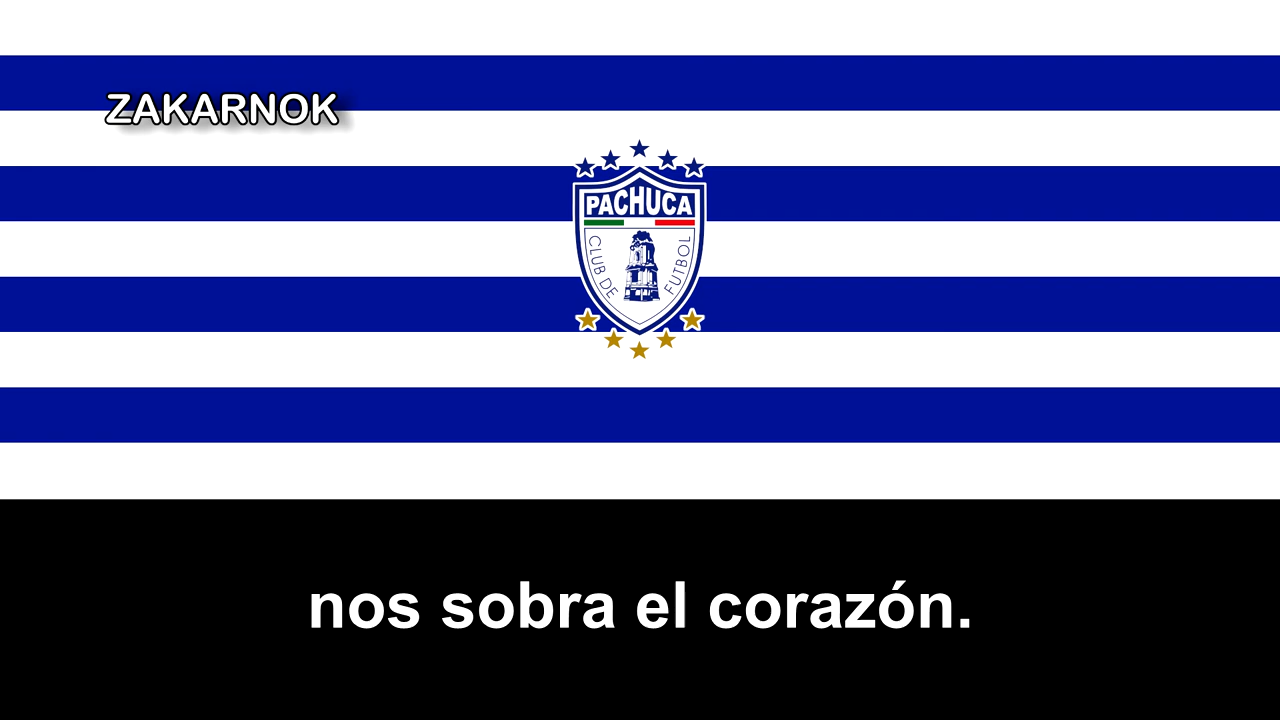 ZAKARNOK
PACHUCA
CLUB DE
FUTBOL
nos sobra el corazón.